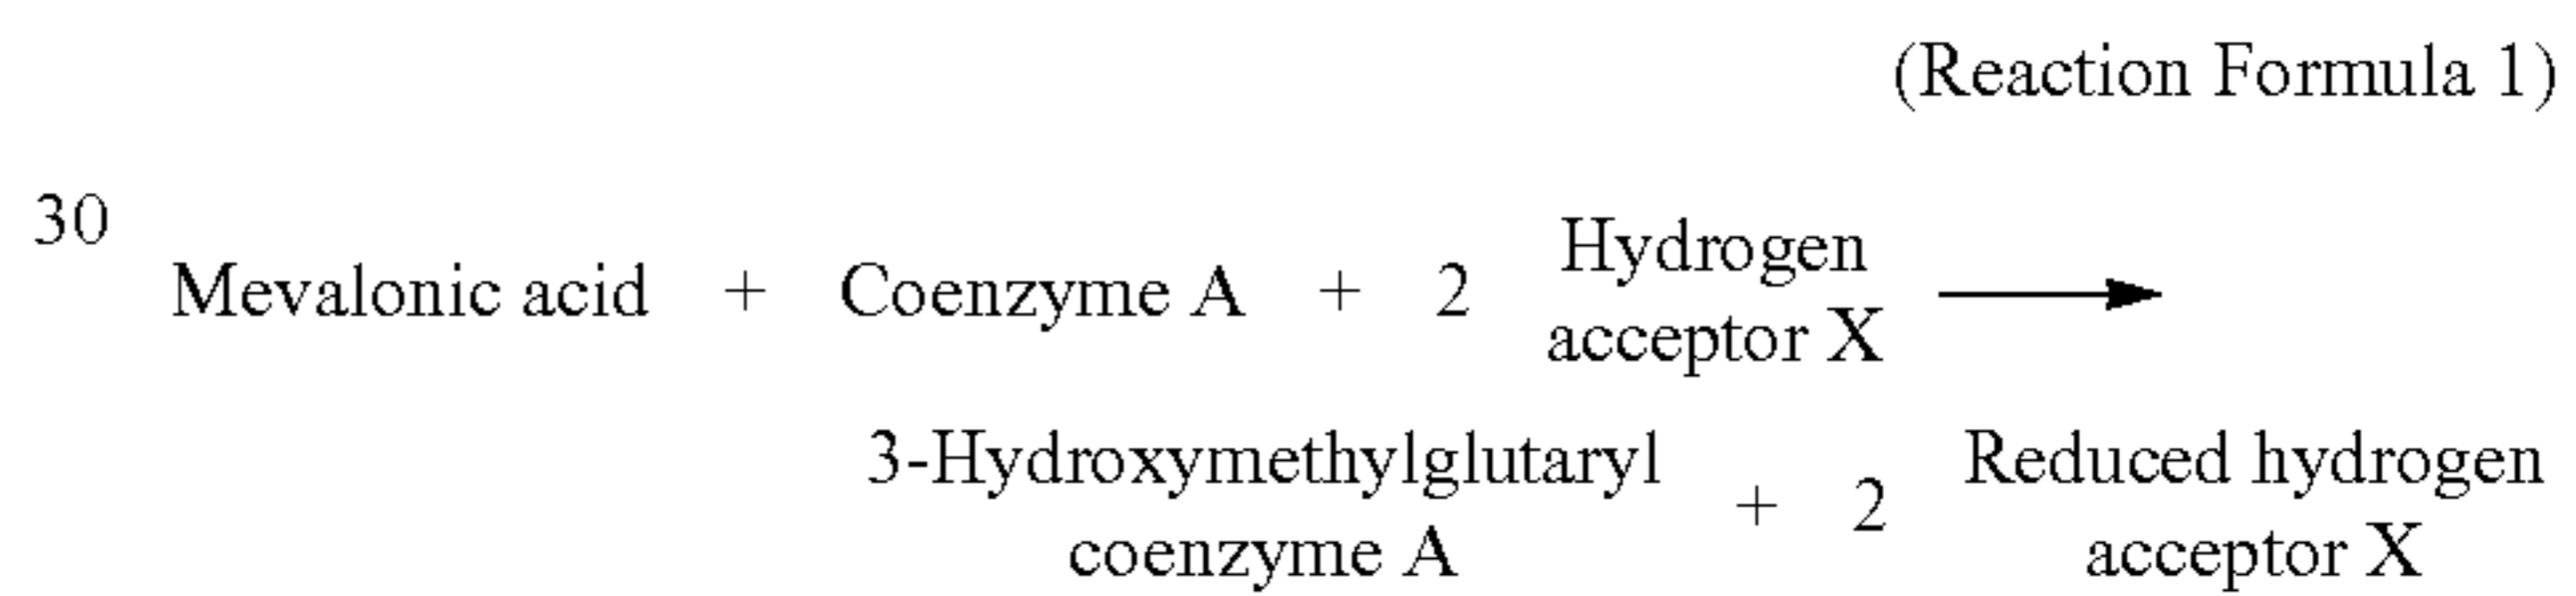 (Reaction Formula 1)
30
Mevalonic acid + Coenzyme A + 2 Hydrogen acceptor X ⟶
3-Hydroxymethylglutaryl coenzyme A + 2 Reduced hydrogen acceptor X